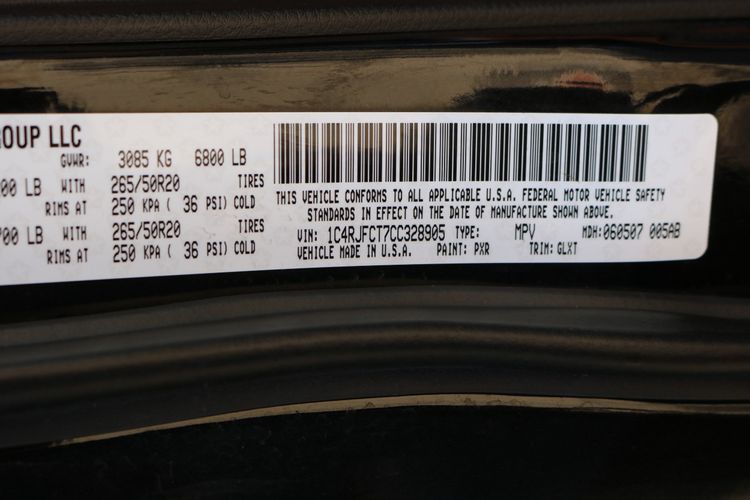 ROUP LLC
GVWR: 3085 KG 6800 LB
00 LB WITH 265/50R20 TIRES
RIMS AT 250 KPA ( 36 PSI) COLD
700 LB WITH 265/50R20 TIRES
RIMS AT 250 KPA ( 36 PSI) COLD
THIS VEHICLE CONFORMS TO ALL APPLICABLE U.S.A. FEDERAL MOTOR VEHICLE SAFETY
STANDARDS IN EFFECT ON THE DATE OF MANUFACTURE SHOWN ABOVE.
VIN: 1C4RJFCT7CC328905 TYPE: MPV MDH: 060507 005AB
VEHICLE MADE IN U.S.A. PAINT: PXR TRIM: GLXT